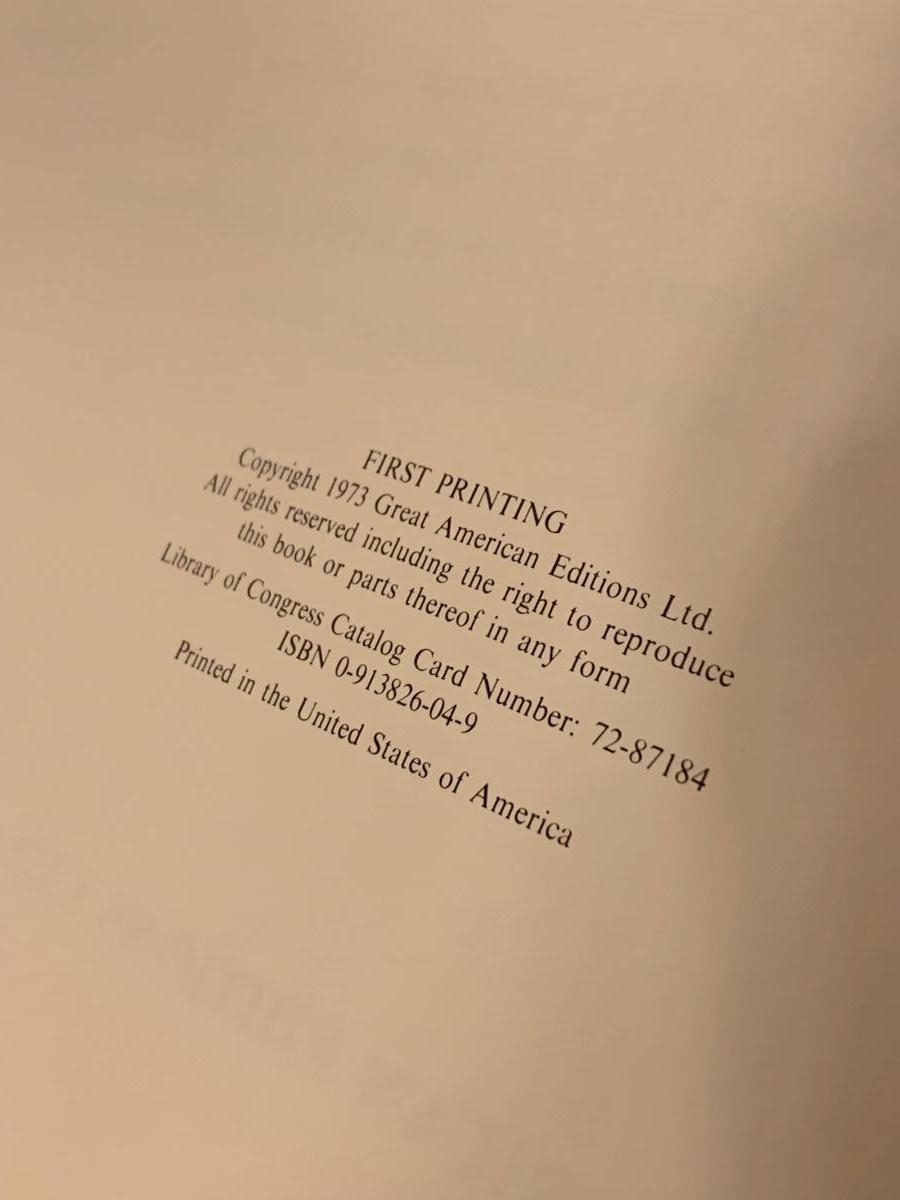 FIRST PRINTING
Copyright 1973 Great American Editions Ltd.
All rights reserved including the right to reproduce
this book or parts thereof in any form
Library of Congress Catalog Card Number: 72-87184
ISBN 0-913826-04-9
Printed in the United States of America